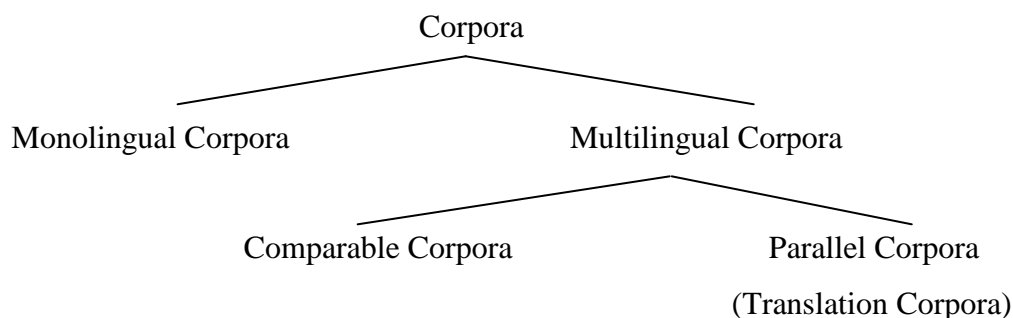 Corpora
Monolingual Corpora
Multilingual Corpora
Comparable Corpora
Parallel Corpora
(Translation Corpora)